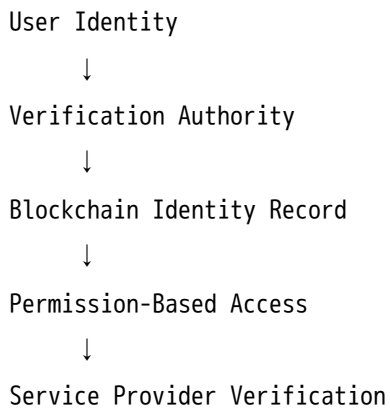 User Identity
↓
Verification Authority
↓
Blockchain Identity Record
↓
Permission-Based Access
↓
Service Provider Verification